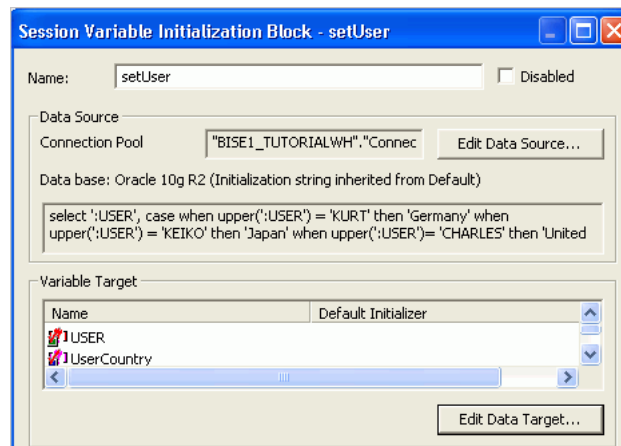 Session Variable Initialization Block - setUser
Name: setUser Disabled
Data Source
Connection Pool "BISE1_TUTORIALWH"."Connec Edit Data Source...
Data base: Oracle 10g R2 (Initialization string inherited from Default)
select ':USER', case when upper(':USER') = 'KURT' then 'Germany' when
upper(':USER') = 'KEIKO' then 'Japan' when upper(':USER')= 'CHARLES' then 'United
Variable Target
Name Default Initializer
USER
UserCountry
Edit Data Target...